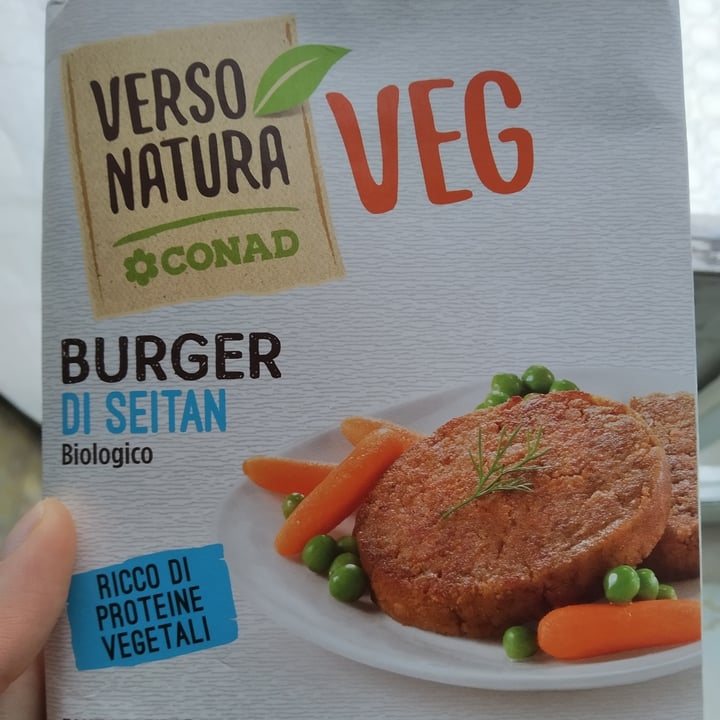 VERSO
NATURA
CONAD
VEG
BURGER
DI SEITAN
Biologico
RICCO DI
PROTEINE
VEGETALI